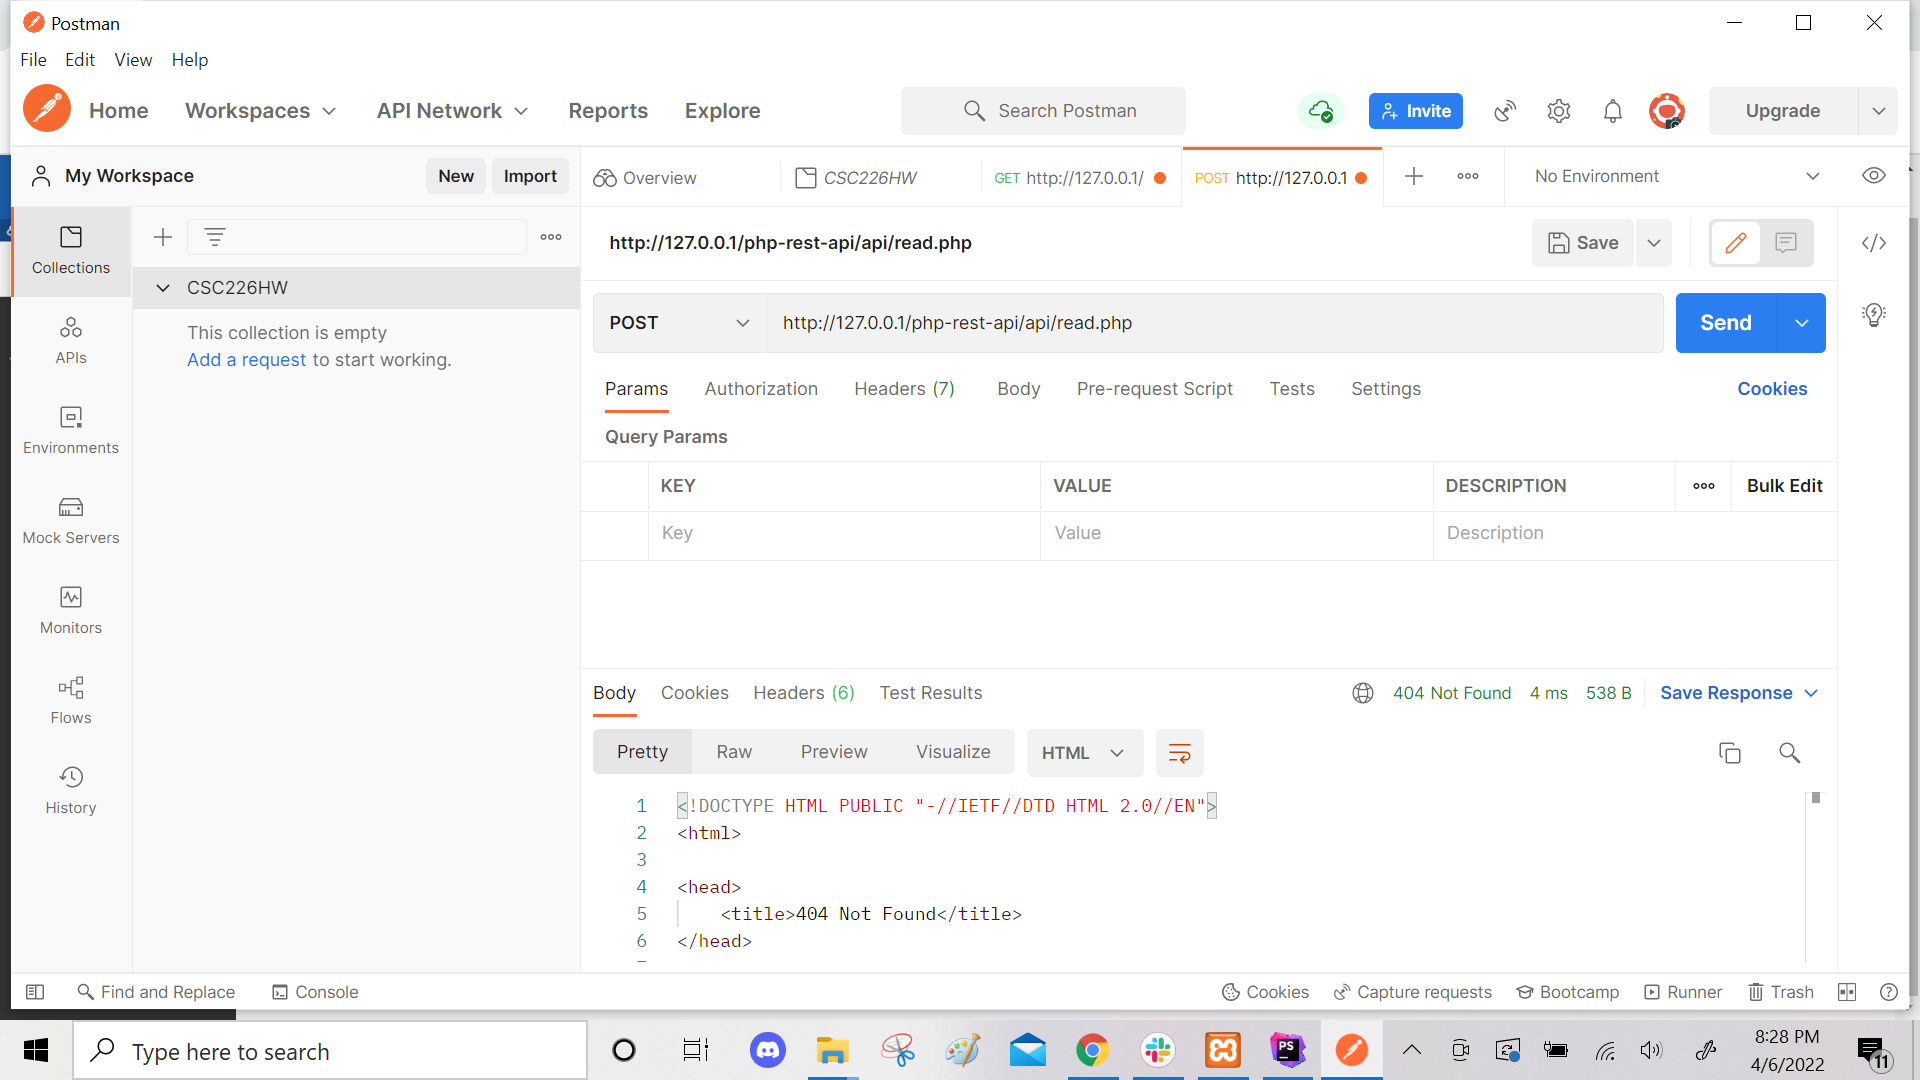 Postman
File Edit View Help
Home Workspaces API Network Reports Explore Search Postman Invite Upgrade
My Workspace New Import Overview CSC226HW GET http://127.0.0.1/ POST http://127.0.0.1 No Environment
Collections
APIs
Environments
Mock Servers
Monitors
Flows
History
CSC226HW
This collection is empty
Add a request to start working.
http://127.0.0.1/php-rest-api/api/read.php Save
POST http://127.0.0.1/php-rest-api/api/read.php Send
Params Authorization Headers (7) Body Pre-request Script Tests Settings Cookies
Query Params
KEY VALUE DESCRIPTION Bulk Edit
Key Value Description
Body Cookies Headers (6) Test Results 404 Not Found 4 ms 538 B Save Response
Pretty Raw Preview Visualize HTML
1 <!DOCTYPE HTML PUBLIC "-//IETF//DTD HTML 2.0//EN">
2 <html>
3
4 <head>
5 <title>404 Not Found</title>
6 </head>
Find and Replace Console Cookies Capture requests Bootcamp Runner Trash
Type here to search PS 8:28 PM
4/6/2022 11